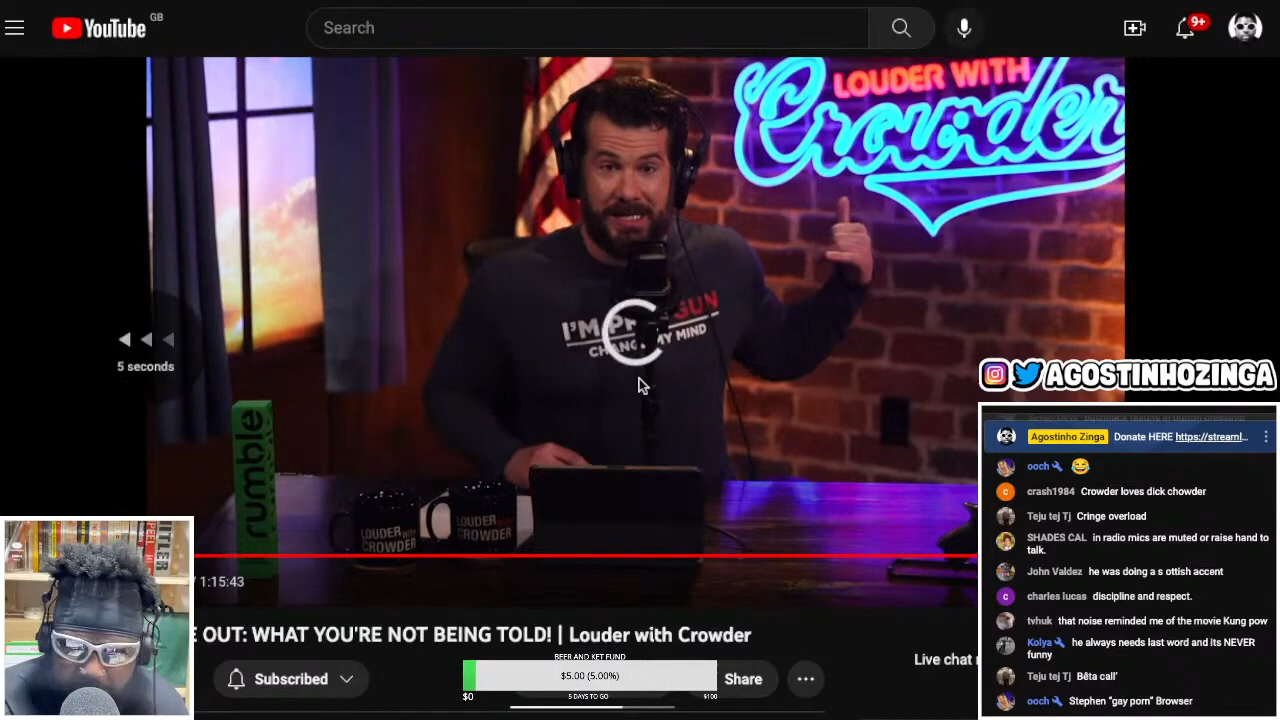 YouTube GB
Search
9+
LOUDER WITH
Crowder
I'M PR GUN
CHANG MY MIND
5 seconds
rumble
LOUDER WITH
CROWDER
LOUDER WITH
CROWDER
AGOSTINHOZINGA
Agostinho Zinga Donate HERE https://streaml...
ooch 😂
crash1984 Crowder loves dick chowder
Teju tej Tj Cringe overload
SHADES CAL in radio mics are muted or raise hand to
talk.
John Valdez he was doing a s ottish accent
charles lucas discipline and respect.
tvhuk that noise reminded me of the movie Kung pow
Kolya he always needs last word and its NEVER
funny
Teju tej Tj Bêta call'
ooch Stephen "gay porn" Browser
/ 1:15:43
E OUT: WHAT YOU'RE NOT BEING TOLD! | Louder with Crowder
Live chat
Subscribed
BEER AND KET FUND
$5.00 (5.00%)
$0
5 DAYS TO GO
$100
Share